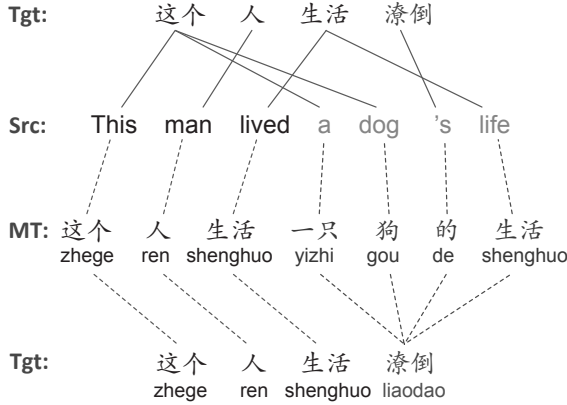 Tgt: 这个 人 生活 潦倒
Src: This man lived a dog 's life
MT: 这个 人 生活 一只 狗 的 生活
zhege ren shenghuo yizhi gou de shenghuo
Tgt: 这个 人 生活 潦倒
zhege ren shenghuo liaodao